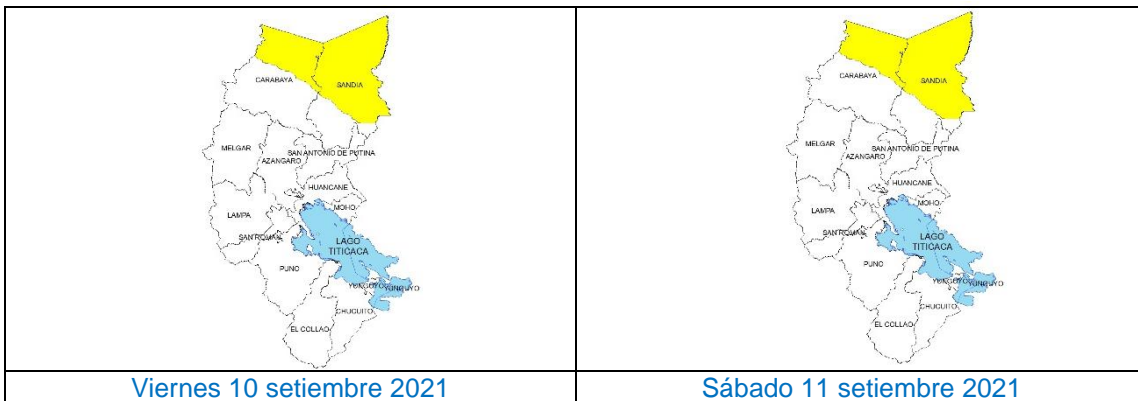 CARABAYA
SANDIA
MELGAR
SAN ANTONIO DE PUTINA
AZANGARO
HUANCANE
MOHO
LAMPA
SAN ROMAN
LAGO
TITICACA
PUNO
YUNGUYO
YUNGUYO
CHUCUITO
EL COLLAO
Viernes 10 setiembre 2021
CARABAYA
SANDIA
MELGAR
SAN ANTONIO DE PUTINA
AZANGARO
HUANCANE
MOHO
LAMPA
SAN ROMAN
LAGO
TITICACA
PUNO
YUNGUYO
YUNGUYO
CHUCUITO
EL COLLAO
Sábado 11 setiembre 2021